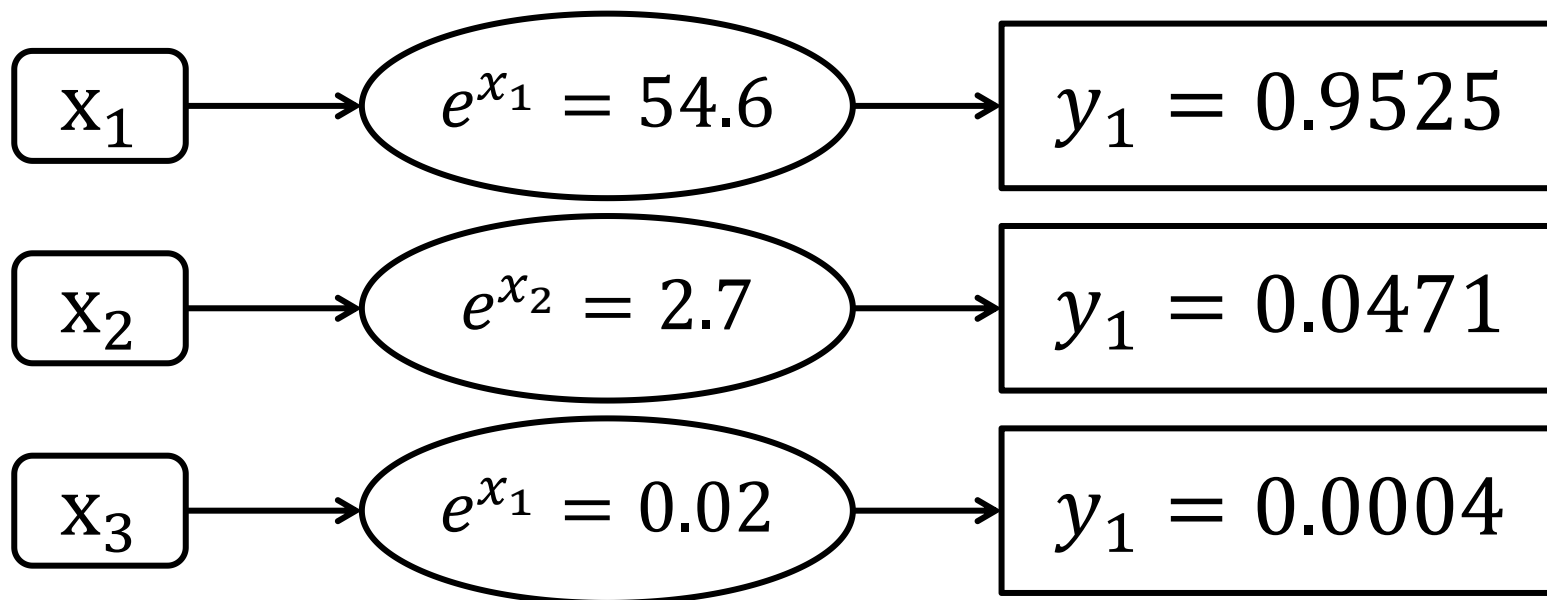 x₁ e^{x₁} = 54.6 y₁ = 0.9525
x₂ e^{x₂} = 2.7 y₁ = 0.0471
x₃ e^{x₁} = 0.02 y₁ = 0.0004